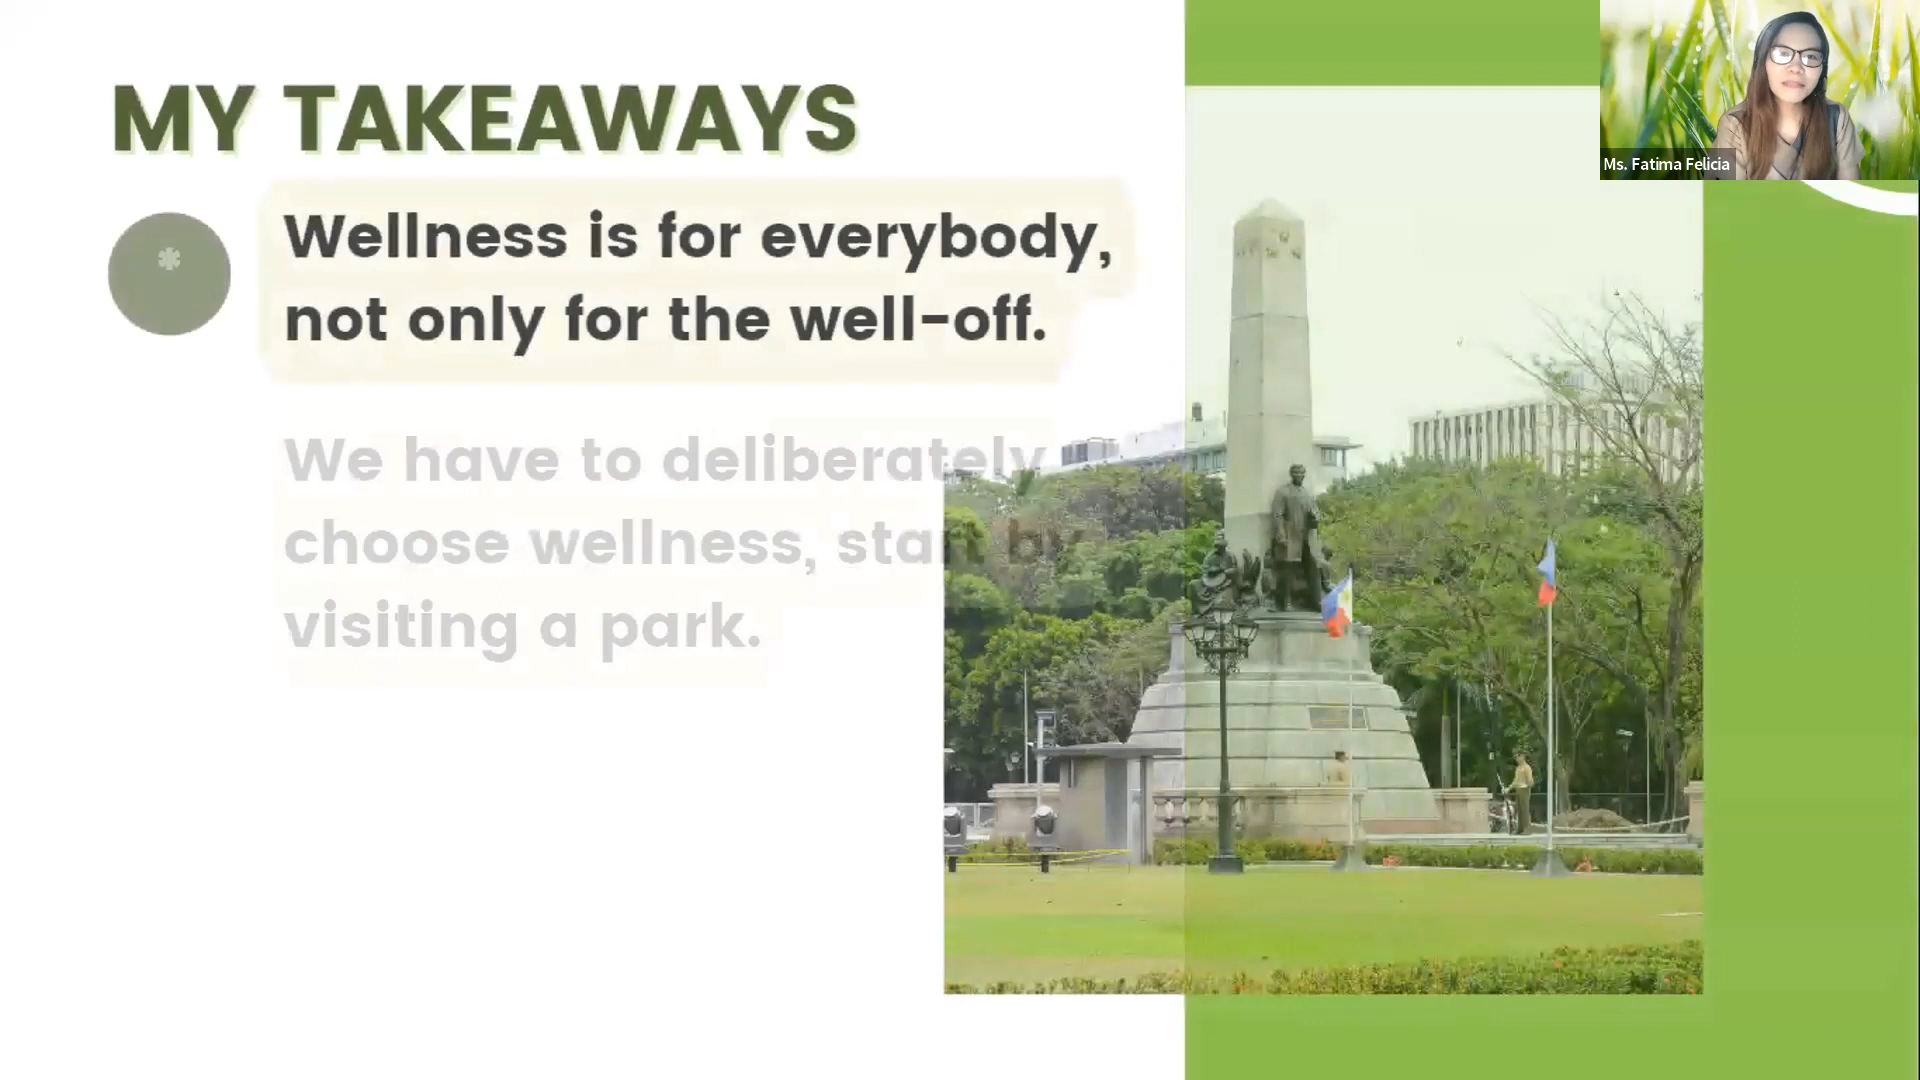 MY TAKEAWAYS
*
Wellness is for everybody,
not only for the well-off.
We have to deliberately
choose wellness, start by
visiting a park.
Ms. Fatima Felicia